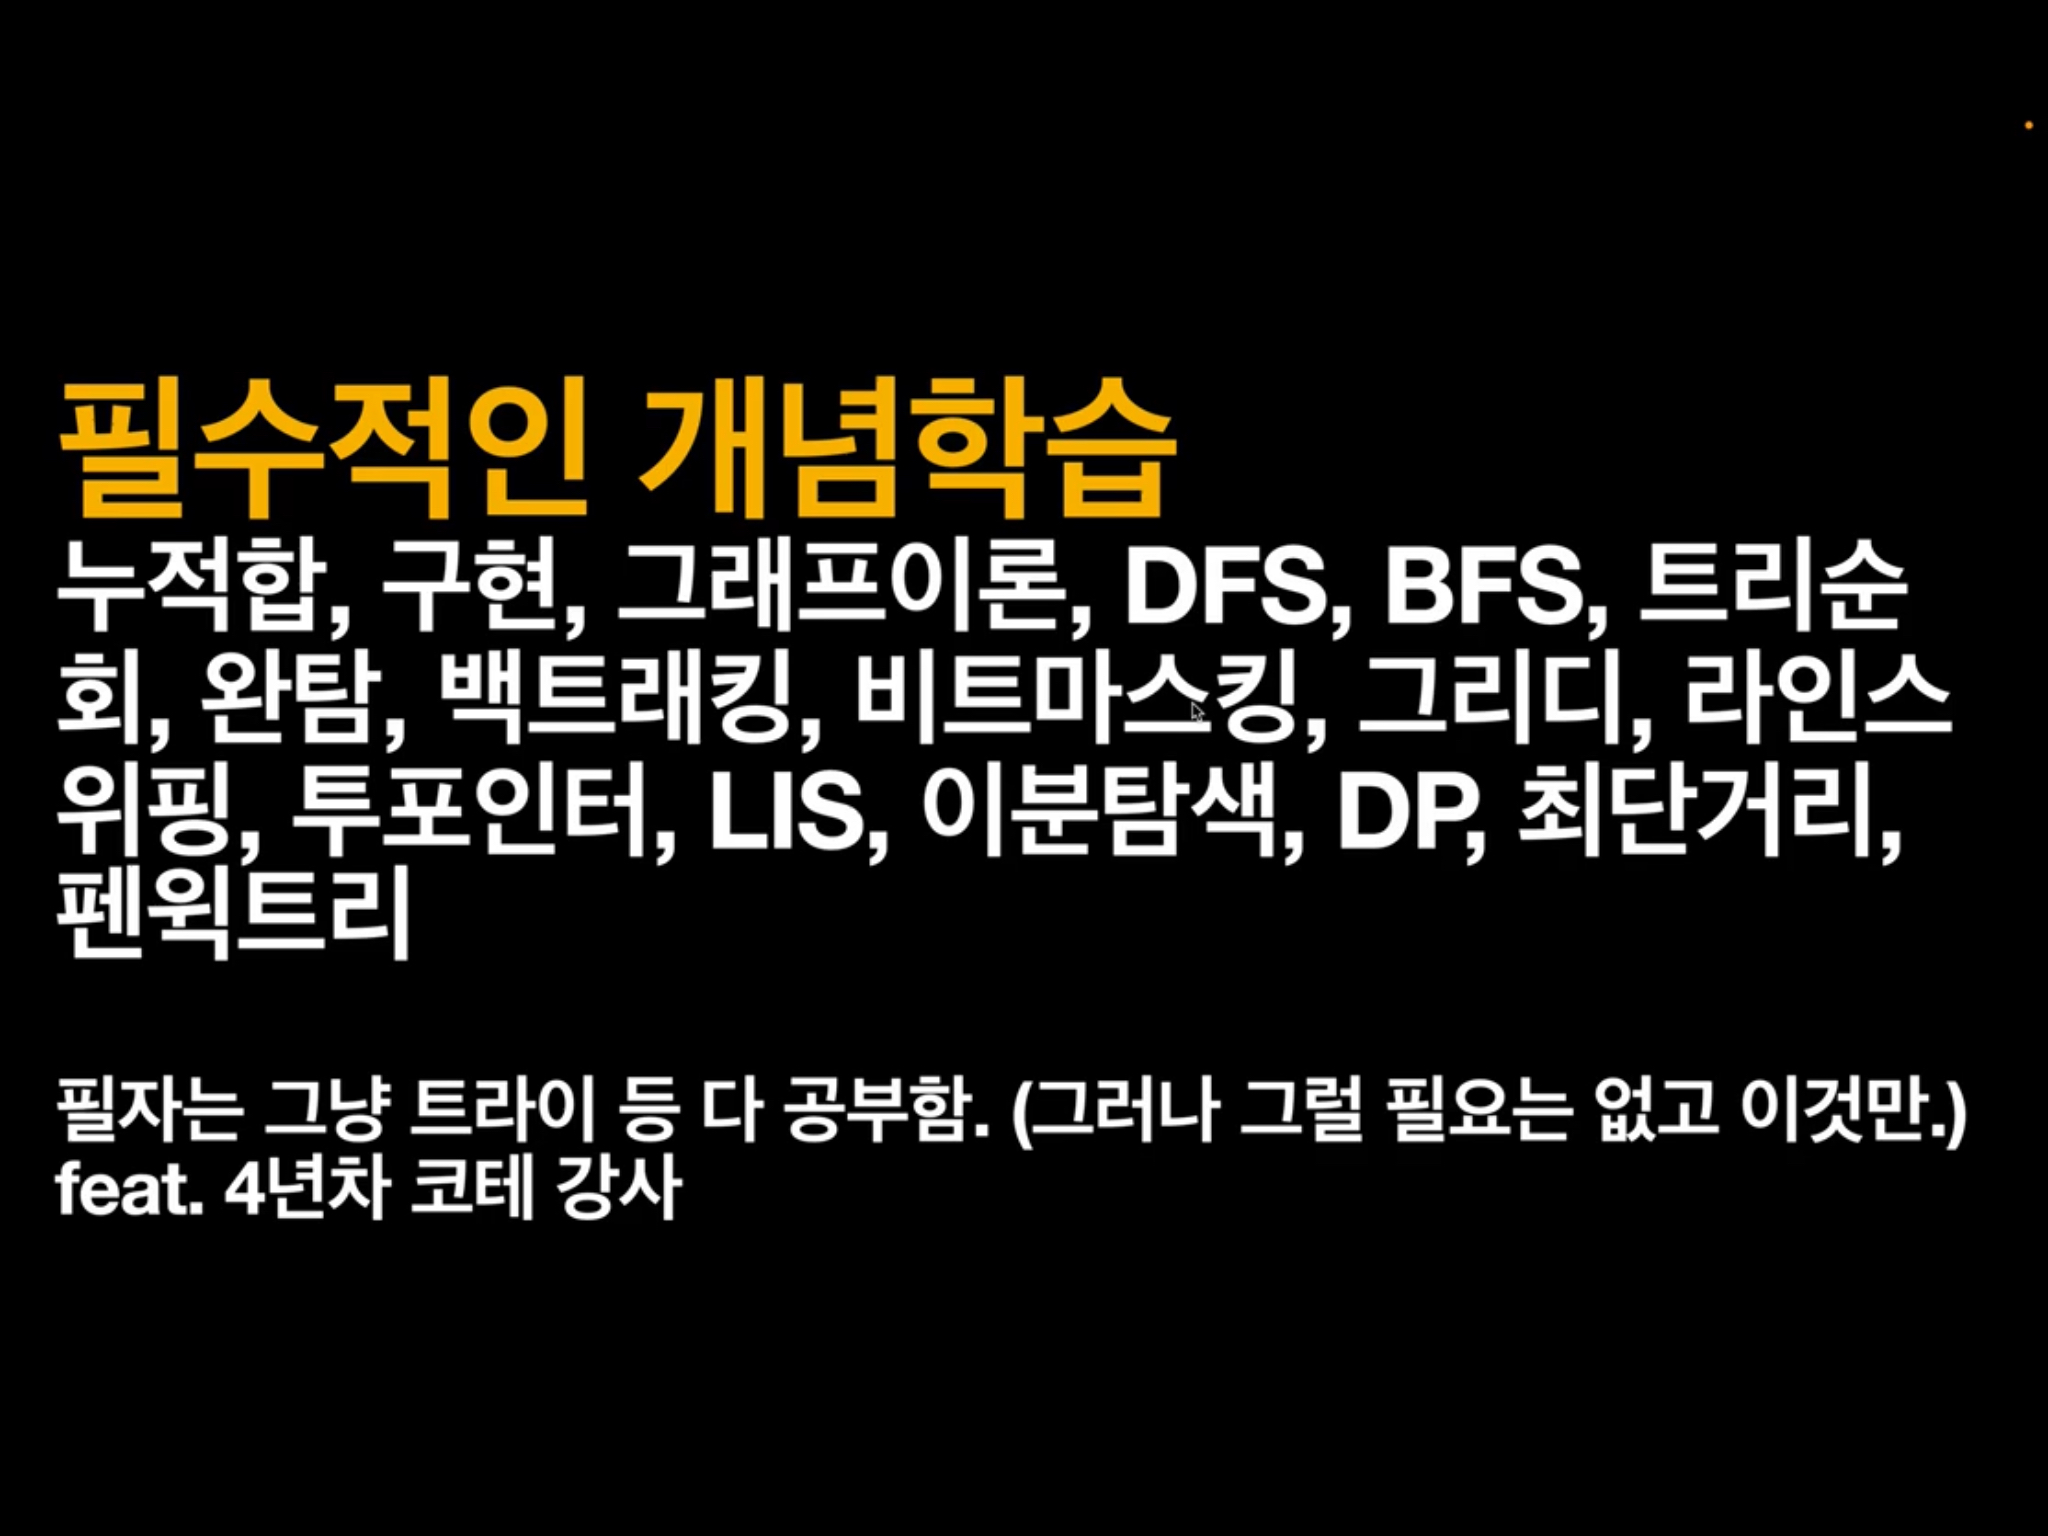 필수적인 개념학습
누적합, 구현, 그래프이론, DFS, BFS, 트리순
회, 완탐, 백트래킹, 비트마스킹, 그리디, 라인스
위핑, 투포인터, LIS, 이분탐색, DP, 최단거리,
펜윅트리
필자는 그냥 트라이 등 다 공부함. (그러나 그럴 필요는 없고 이것만.)
feat. 4년차 코테 강사